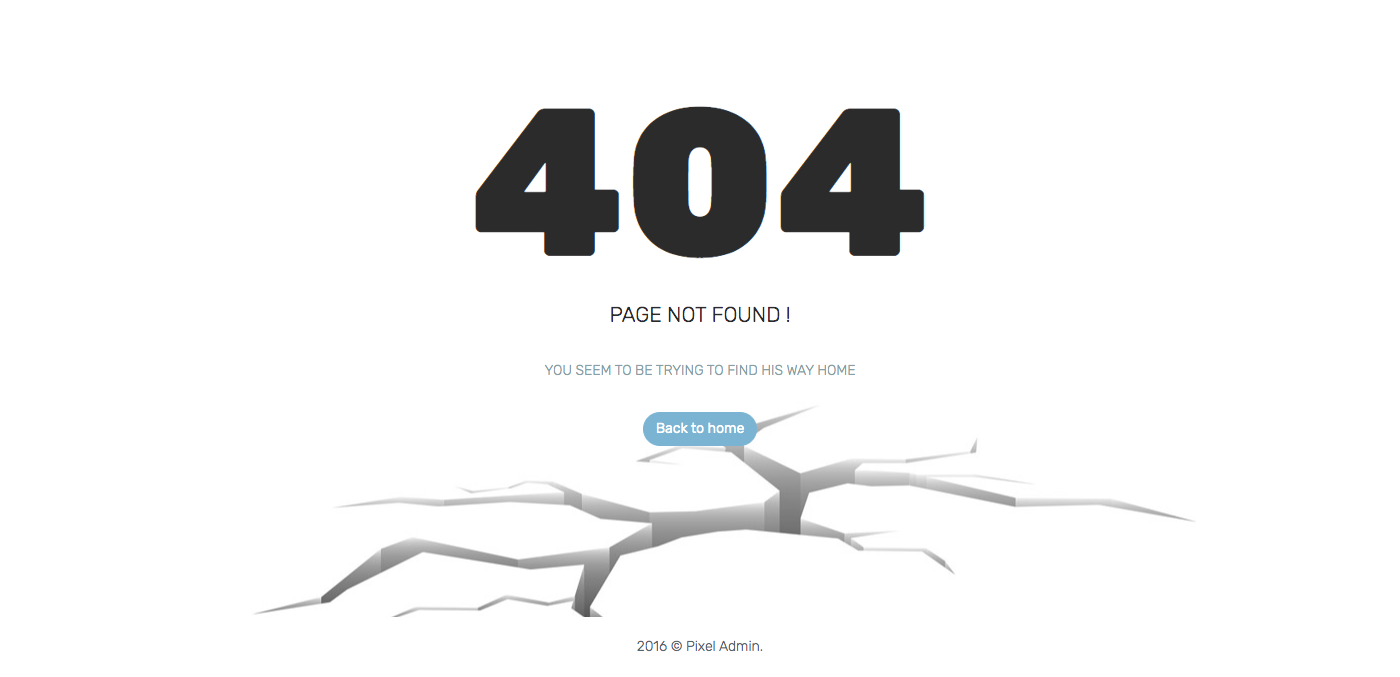 404
PAGE NOT FOUND !
YOU SEEM TO BE TRYING TO FIND HIS WAY HOME
Back to home
2016 © Pixel Admin.